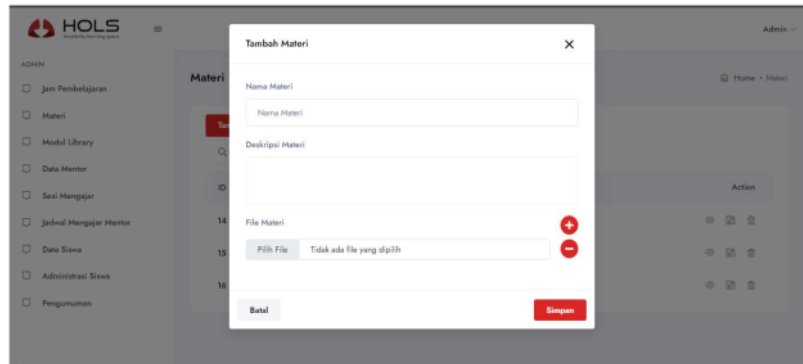 HOLS
Admin
ADMIN
Jam Pembelajaran
Materi
Modul Library
Data Mentor
Sesi Mengajar
Jadwal Mengajar Mentor
Data Siswa
Administrasi Siswa
Pengumuman
Materi
Home > Materi
ID
Action
14
15
16
Tambah Materi
Nama Materi
Nama Materi
Deskripsi Materi
File Materi
Pilih File Tidak ada file yang dipilih
Batal
Simpan